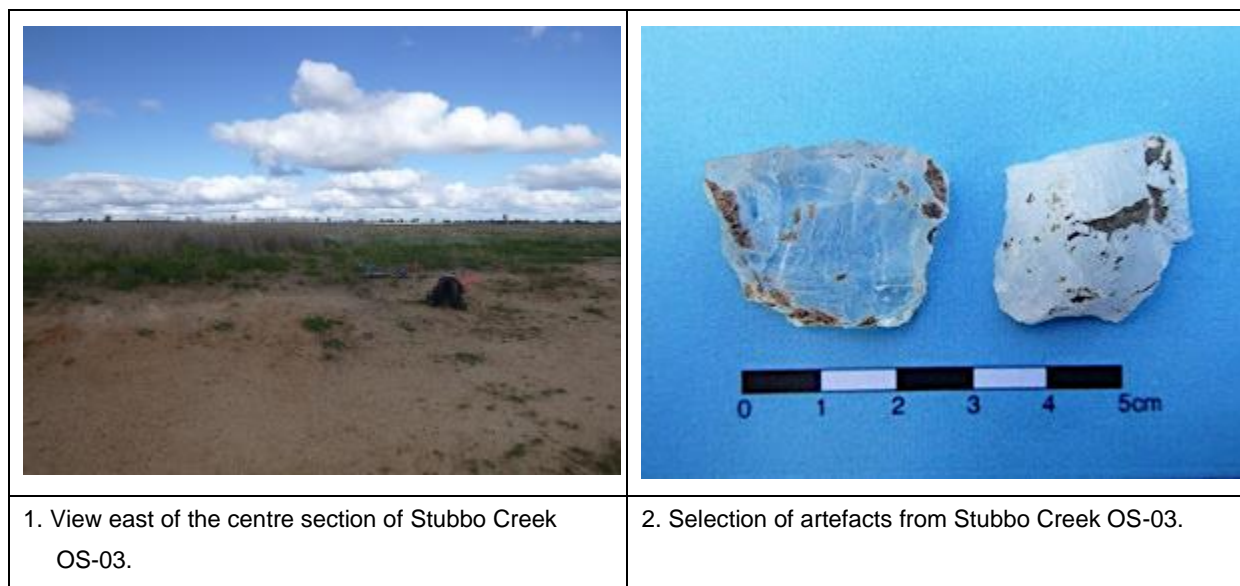 0 1 2 3 4 5cm
1. View east of the centre section of Stubbo Creek
OS-03.
2. Selection of artefacts from Stubbo Creek OS-03.